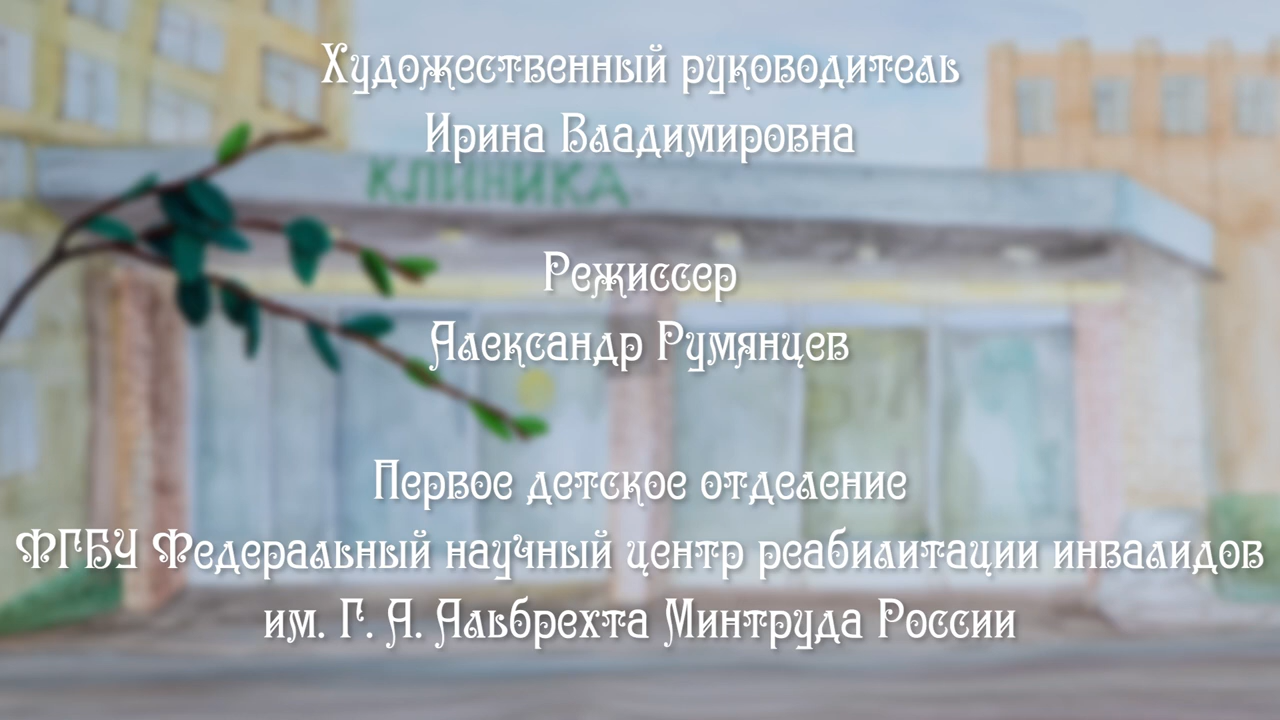 Художественный руководитель
Ирина Владимировна
КЛИНИКА
Режиссер
Александр Румянцев
Первое детское отделение
ФГБУ Федеральный научный центр реабилитации инвалидов
им. Г. А. Альбрехта Минтруда России